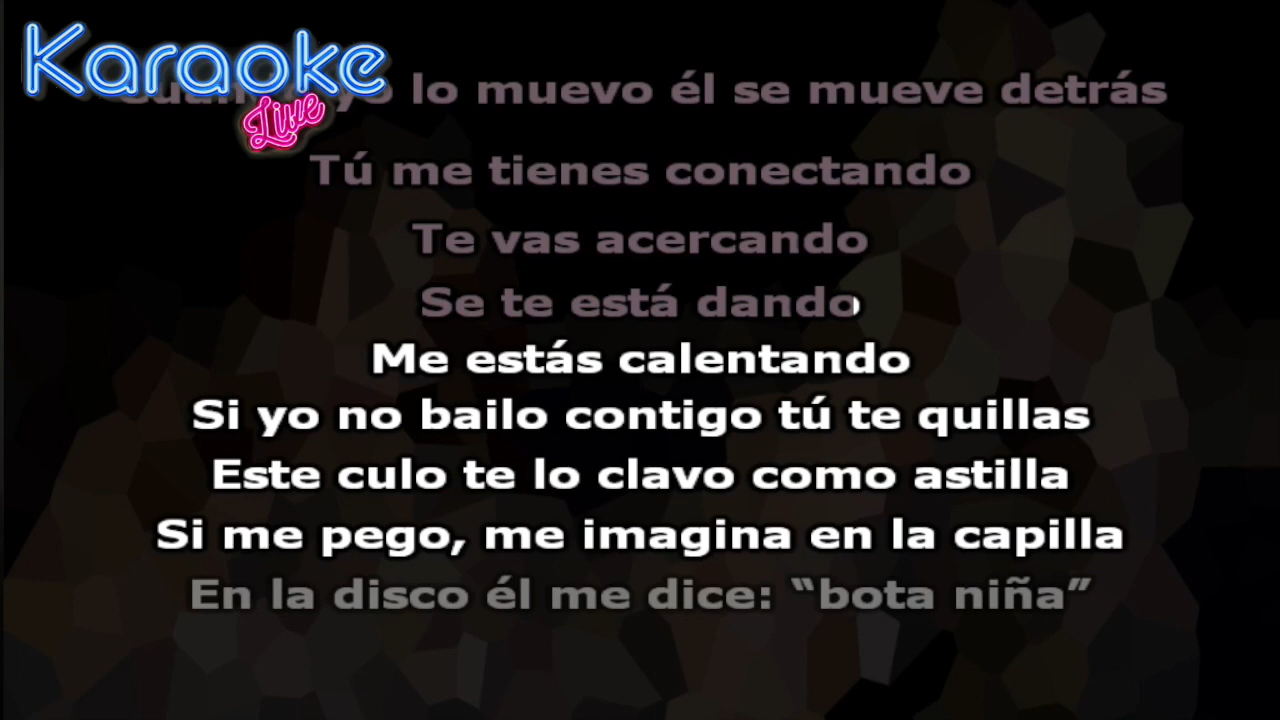 Karaoke
Live
lo muevo él se mueve detrás
Tú me tienes conectando
Te vas acercando
Se te está dando
Me estás calentando
Si yo no bailo contigo tú te quillas
Este culo te lo clavo como astilla
Si me pego, me imagina en la capilla
En la disco él me dice: “bota niña”